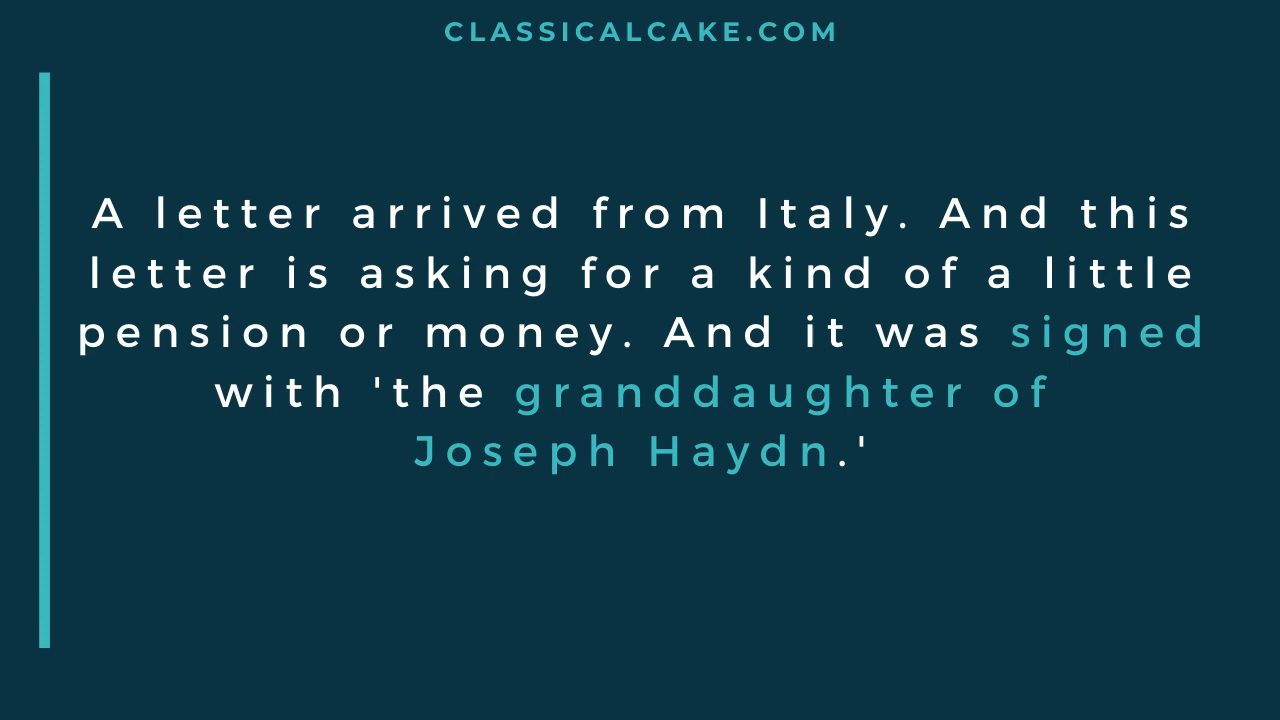 CLASSICALCAKE.COM
A letter arrived from Italy. And this
letter is asking for a kind of a little
pension or money. And it was signed
with 'the granddaughter of
Joseph Haydn.'